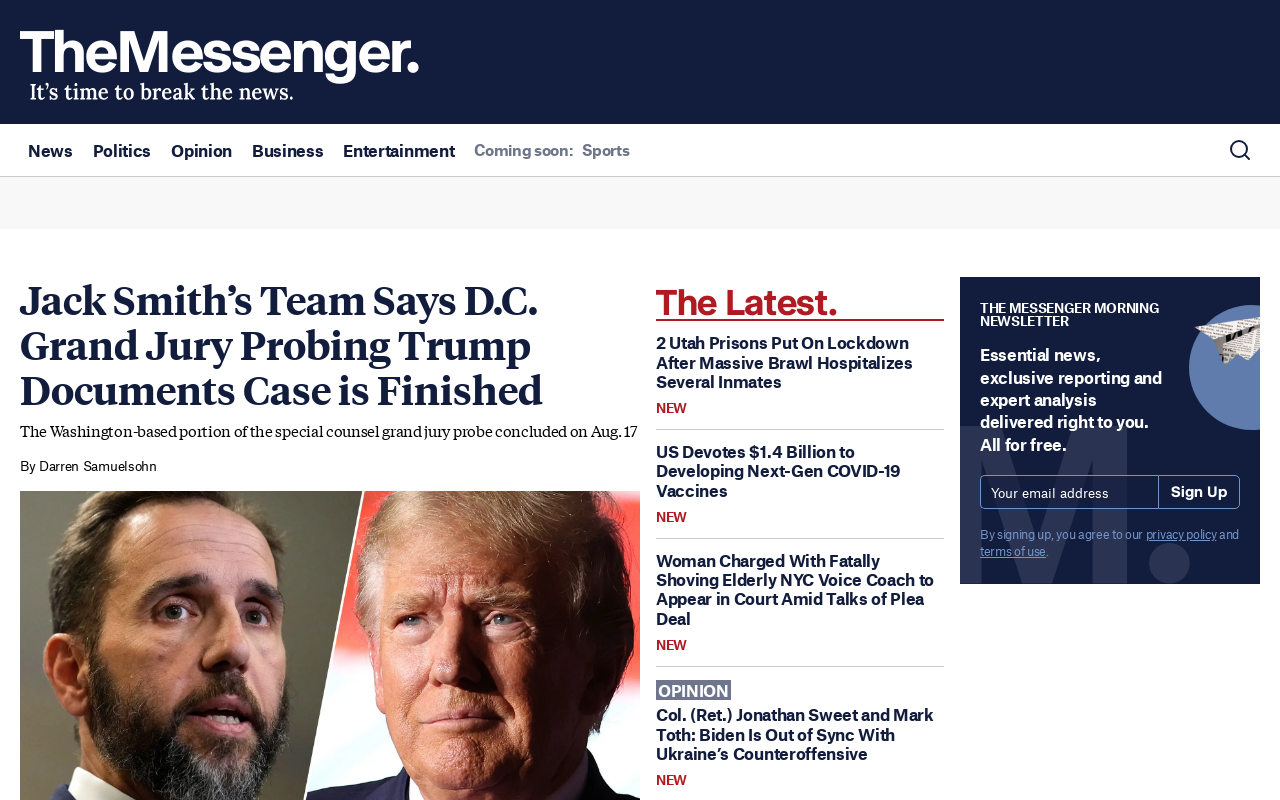 TheMessenger.
It's time to break the news.
News Politics Opinion Business Entertainment Coming soon: Sports
Jack Smith’s Team Says D.C.
Grand Jury Probing Trump
Documents Case is Finished
The Washington-based portion of the special counsel grand jury probe concluded on Aug. 17
By Darren Samuelsohn
The Latest.
2 Utah Prisons Put On Lockdown
After Massive Brawl Hospitalizes
Several Inmates
NEW
US Devotes $1.4 Billion to
Developing Next-Gen COVID-19
Vaccines
NEW
Woman Charged With Fatally
Shoving Elderly NYC Voice Coach to
Appear in Court Amid Talks of Plea
Deal
NEW
OPINION
Col. (Ret.) Jonathan Sweet and Mark
Toth: Biden Is Out of Sync With
Ukraine’s Counteroffensive
NEW
THE MESSENGER MORNING
NEWSLETTER
Essential news,
exclusive reporting and
expert analysis
delivered right to you.
All for free.
M.
Your email address Sign Up
By signing up, you agree to our privacy policy and
terms of use.